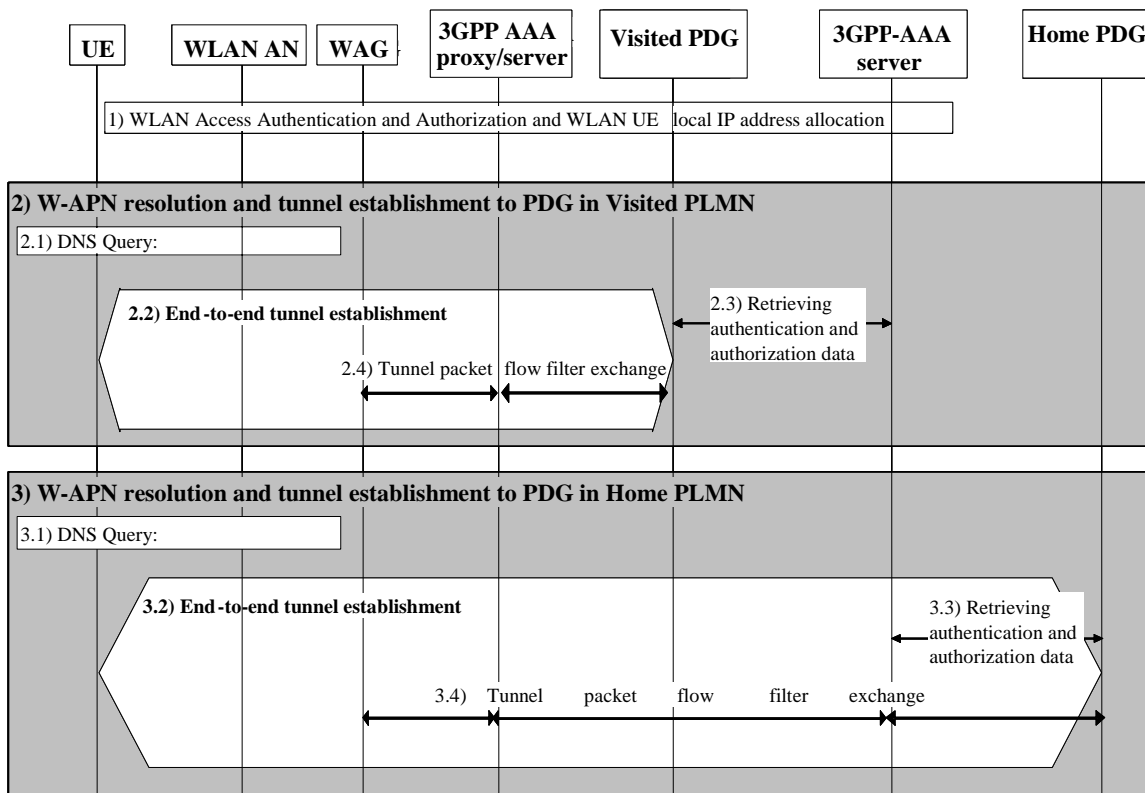 UE
WLAN AN
WAG
3GPP AAA
proxy/server
Visited PDG
3GPP-AAA
server
Home PDG
1) WLAN Access Authentication and Authorization and WLAN UE local IP address allocation
2) W-APN resolution and tunnel establishment to PDG in Visited PLMN
2.1) DNS Query:
2.2) End-to-end tunnel establishment
2.3) Retrieving
authentication and
authorization data
2.4) Tunnel packet flow filter exchange
3) W-APN resolution and tunnel establishment to PDG in Home PLMN
3.1) DNS Query:
3.2) End-to-end tunnel establishment
3.3) Retrieving
authentication and
authorization data
3.4) Tunnel packet flow filter exchange